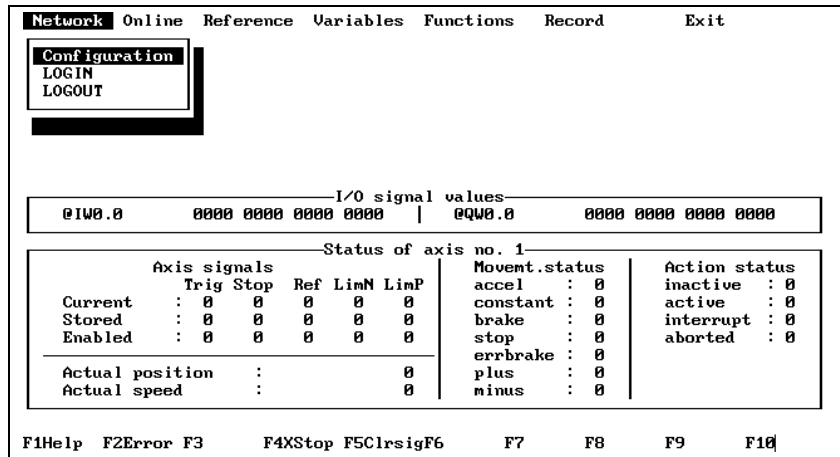 Network Online Reference Variables Functions Record Exit
Configuration
LOGIN
LOGOUT
I/O signal values
@IW0.0 0000 0000 0000 0000 | @QW0.0 0000 0000 0000 0000
Status of axis no. 1
Axis signals Movemt.status Action status
Trig Stop Ref LimN LimP accel : 0 inactive : 0
Current : 0 0 0 0 0 constant : 0 active : 0
Stored : 0 0 0 0 0 brake : 0 interrupt : 0
Enabled : 0 0 0 0 0 stop : 0 aborted : 0
errbrake : 0
Actual position : 0 plus : 0
Actual speed : 0 minus : 0
F1Help F2Error F3 F4XStop F5ClrsigF6 F7 F8 F9 F10